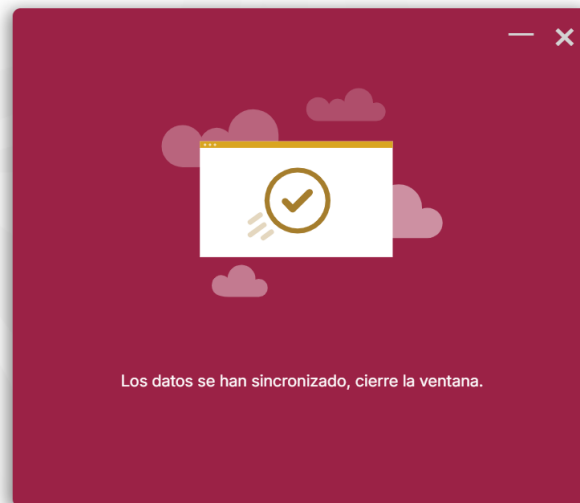 Los datos se han sincronizado, cierre la ventana.